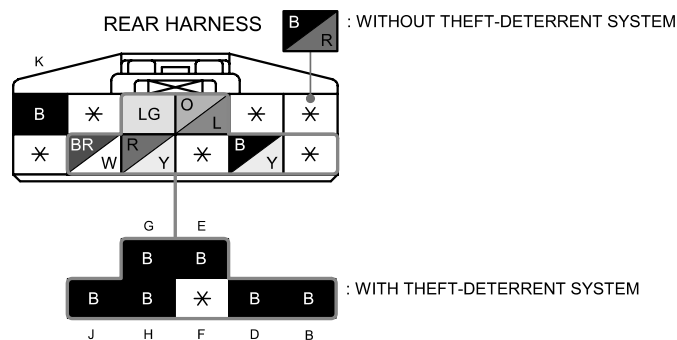 REAR HARNESS
B
R
: WITHOUT THEFT-DETERRENT SYSTEM
K
B * LG O L * *
* BR W R Y * B Y *
G E
B B
B B * B B
: WITH THEFT-DETERRENT SYSTEM
J H F D B